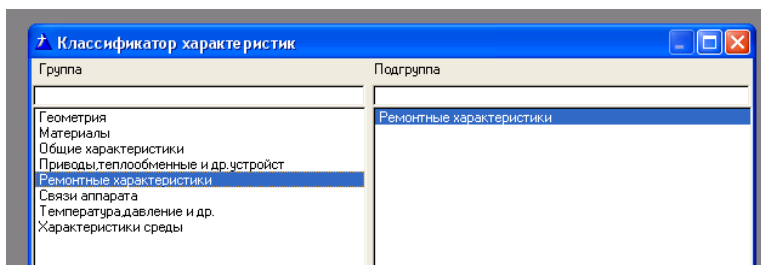 Классификатор характеристик
Группа
Подгруппа
Геометрия
Материалы
Общие характеристики
Приводы,теплообменные и др.устройст
Ремонтные характеристики
Связи аппарата
Температура,давление и др.
Характеристики среды
Ремонтные характеристики